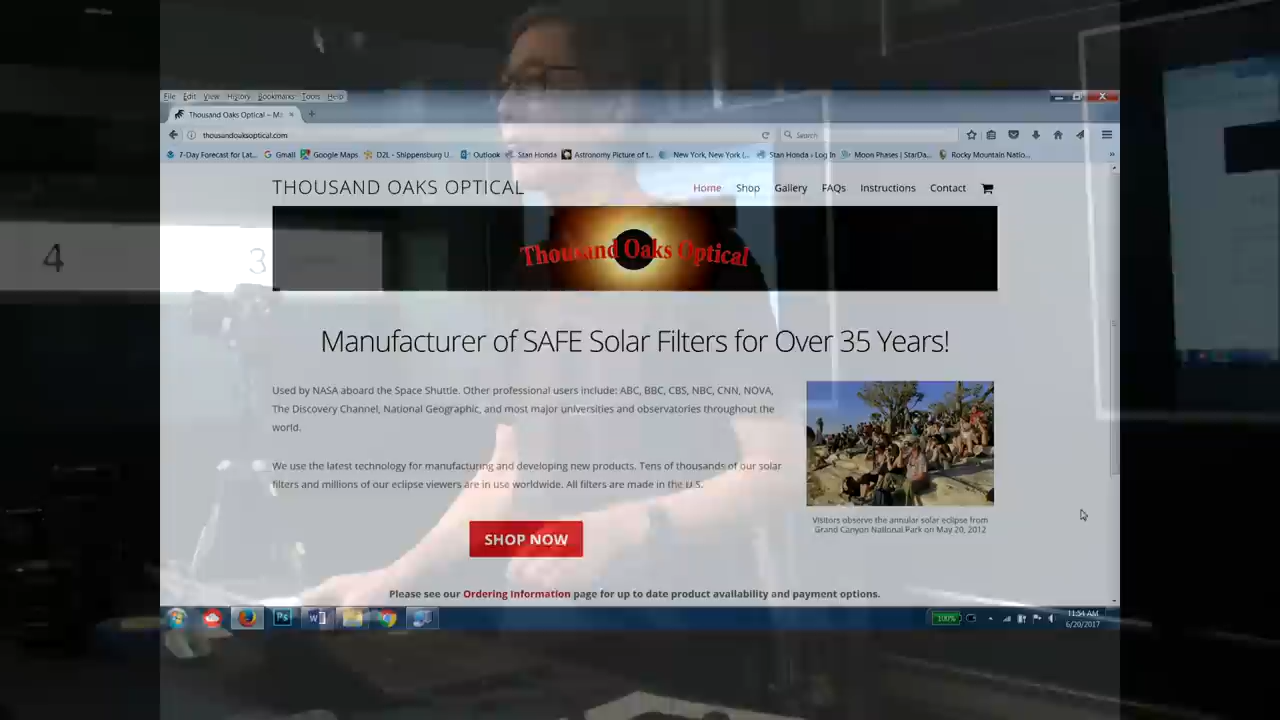 File Edit View History Bookmarks Tools Help
Thousand Oaks Optical – Ma
thousandoaksoptical.com
Search
7-Day Forecast for Lat... Gmail Google Maps D2L - Shippensburg U... Outlook Stan Honda Astronomy Picture of t... New York, New York (... Stan Honda › Log In Moon Phases | StarDa... Rocky Mountain Natio...
THOUSAND OAKS OPTICAL
Home Shop Gallery FAQs Instructions Contact
Thousand Oaks Optical
4 3
Manufacturer of SAFE Solar Filters for Over 35 Years!
Used by NASA aboard the Space Shuttle. Other professional users include: ABC, BBC, CBS, NBC, CNN, NOVA,
The Discovery Channel, National Geographic, and most major universities and observatories throughout the
world.
We use the latest technology for manufacturing and developing new products. Tens of thousands of our solar
filters and millions of our eclipse viewers are in use worldwide. All filters are made in the U.S.
Visitors observe the annular solar eclipse from
Grand Canyon National Park on May 20, 2012
SHOP NOW
Please see our Ordering Information page for up to date product availability and payment options.
Ps
W
100%
11:54 AM
6/20/2017